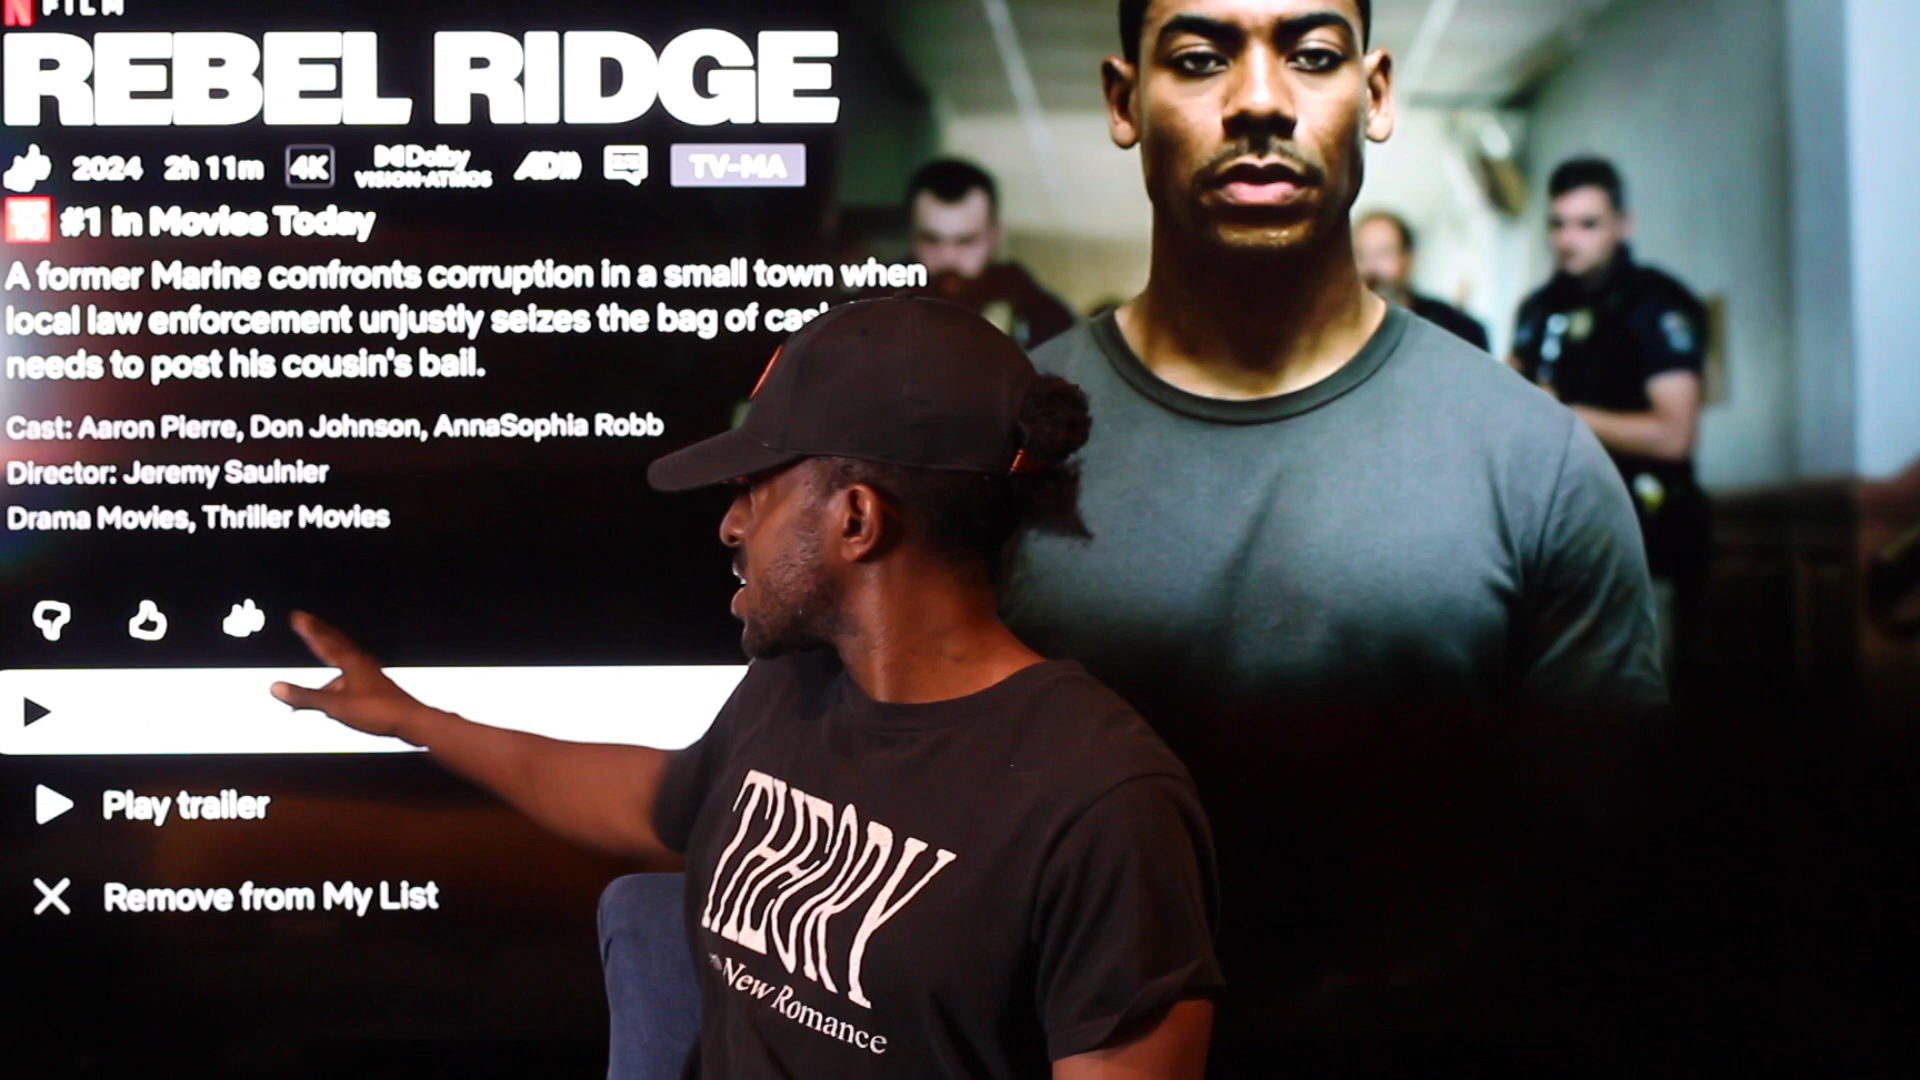 N FILM
REBEL RIDGE
2024 2h 11m 4K Dolby VISION·ATMOS AD TV-MA
#1 in Movies Today
A former Marine confronts corruption in a small town when
local law enforcement unjustly seizes the bag of
needs to post his cousin's bail.
Cast: Aaron Pierre, Don Johnson, AnnaSophia Robb
Director: Jeremy Saulnier
Drama Movies, Thriller Movies
Play trailer
Remove from My List
THEORY
New Romance